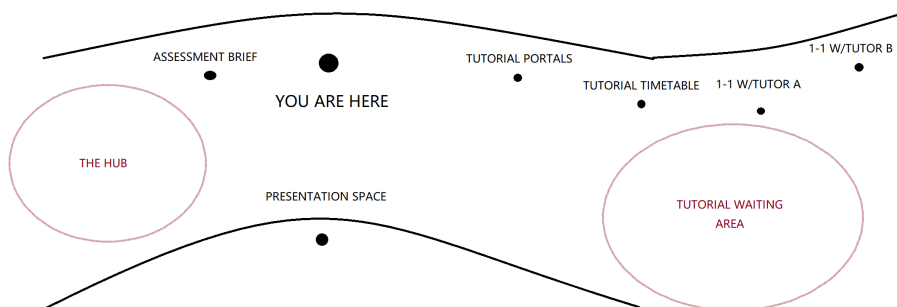 1-1 W/TUTOR B
ASSESSMENT BRIEF
TUTORIAL PORTALS
TUTORIAL TIMETABLE
1-1 W/TUTOR A
YOU ARE HERE
THE HUB
PRESENTATION SPACE
TUTORIAL WAITING
AREA